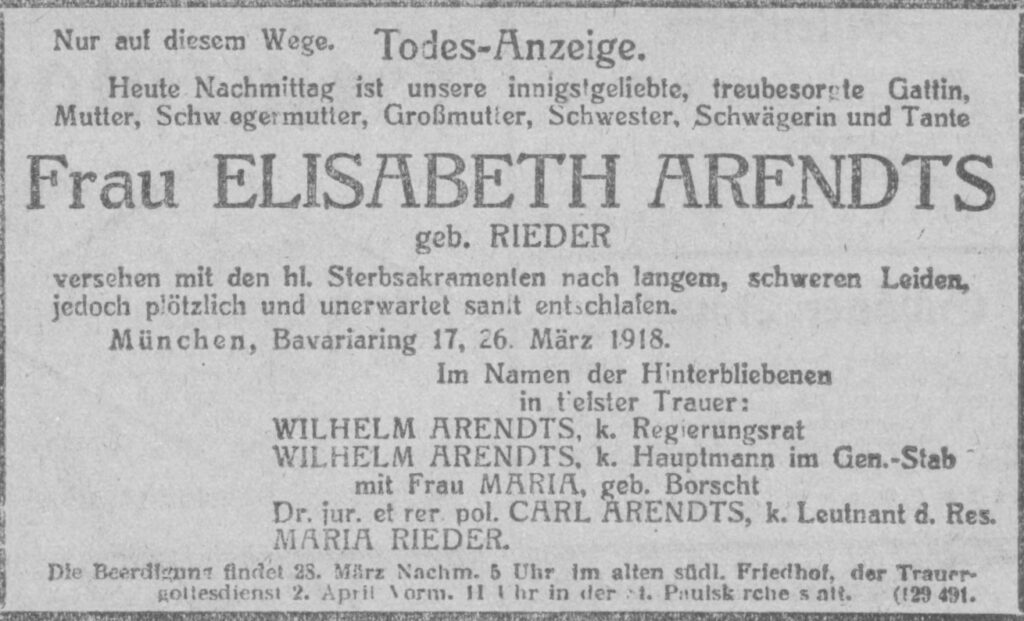 Nur auf diesem Wege. Todes-Anzeige.
Heute Nachmittag ist unsere innigstgeliebte, treubesorgte Gattin,
Mutter, Schwiegermutter, Großmutter, Schwester, Schwägerin und Tante
Frau ELISABETH ARENDTS
geb. RIEDER
versehen mit den hl. Sterbsakramenten nach langem, schweren Leiden,
jedoch plötzlich und unerwartet sanft entschlafen.
München, Bavariaring 17, 26. März 1918.
Im Namen der Hinterbliebenen
in tiefster Trauer:
WILHELM ARENDTS, k. Regierungsrat
WILHELM ARENDTS, k. Hauptmann im Gen.-Stab
mit Frau MARIA, geb. Borscht
Dr. jur. et rer. pol. CARL ARENDTS, k. Leutnant d. Res.
MARIA RIEDER.
Die Beerdigung findet 28. März Nachm. 5 Uhr im alten südl. Friedhof, der Trauer-
gottesdienst 2. April Vorm. 11 Uhr in der St. Paulskirche statt. (129 491.